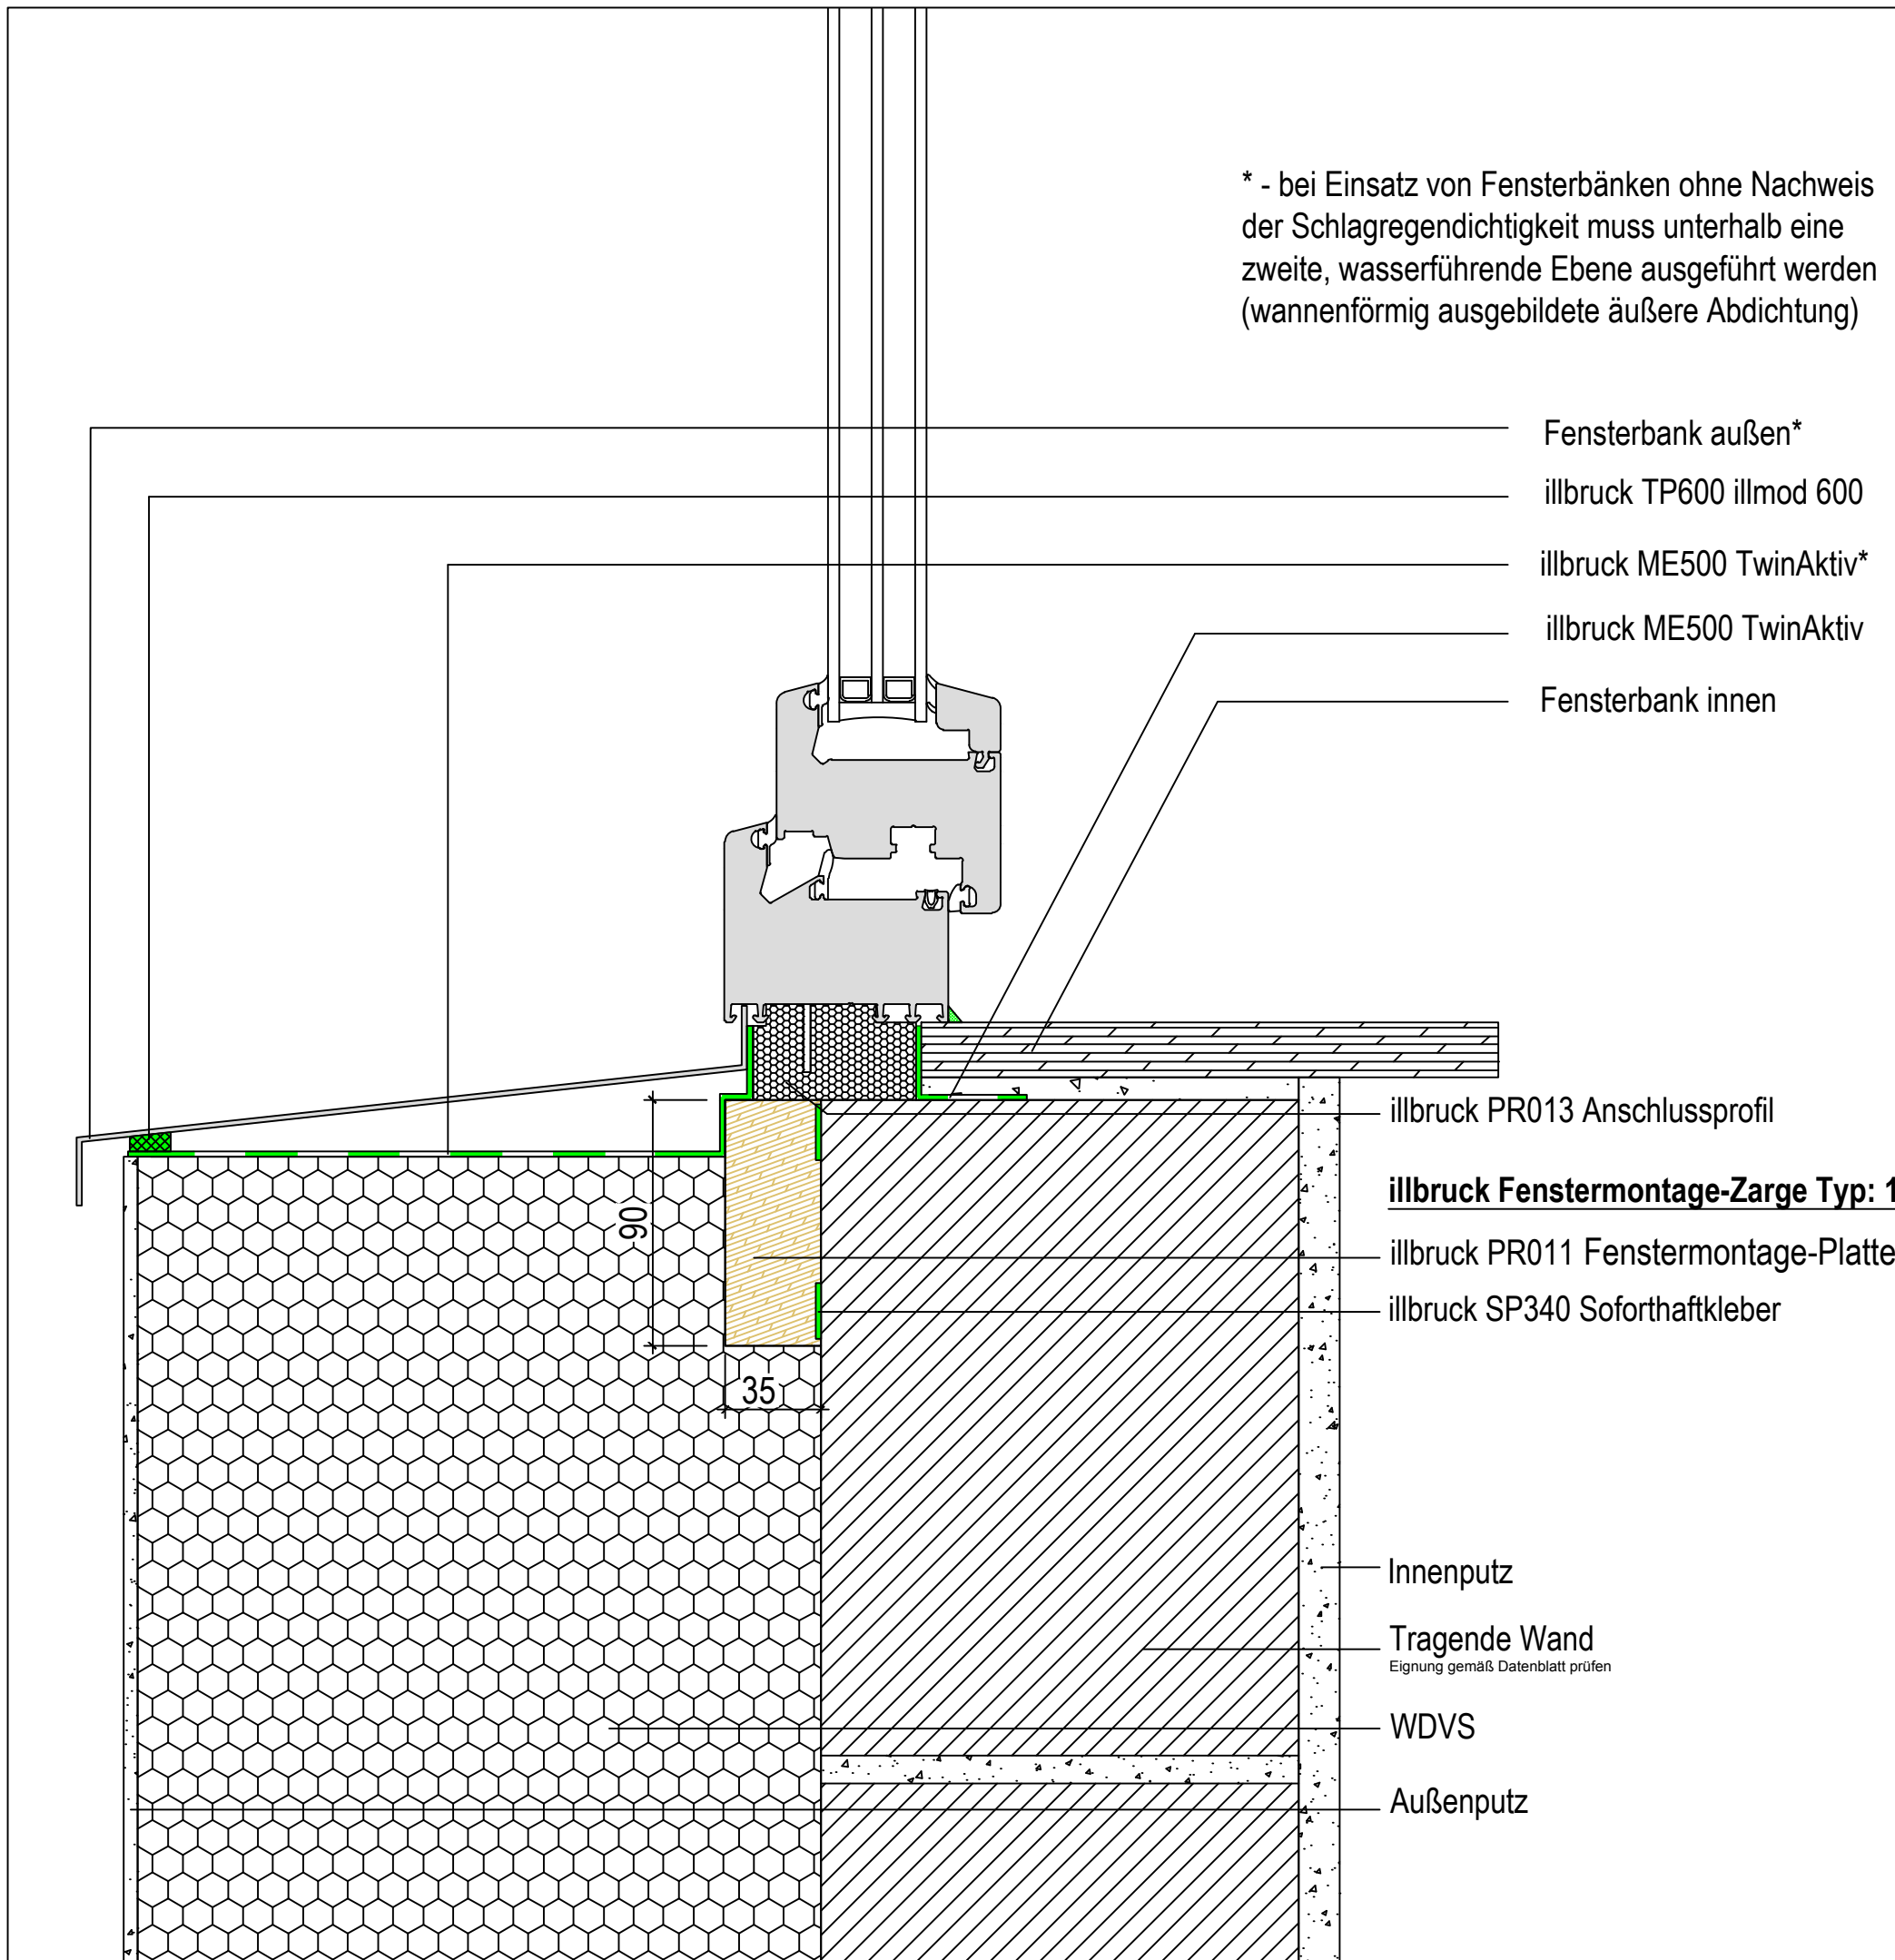 * - bei Einsatz von Fensterbänken ohne Nachweis
der Schlagregendichtigkeit muss unterhalb eine
zweite, wasserführende Ebene ausgeführt werden
(wannenförmig ausgebildete äußere Abdichtung)
Fensterbank außen*
illbruck TP600 illmod 600
illbruck ME500 TwinAktiv*
illbruck ME500 TwinAktiv
Fensterbank innen
illbruck PR013 Anschlussprofil
illbruck Fenstermontage-Zarge Typ: 1
90
illbruck PR011 Fenstermontage-Platte
illbruck SP340 Soforthaftkleber
35
Innenputz
Tragende Wand
Eignung gemäß Datenblatt prüfen
WDVS
Außenputz